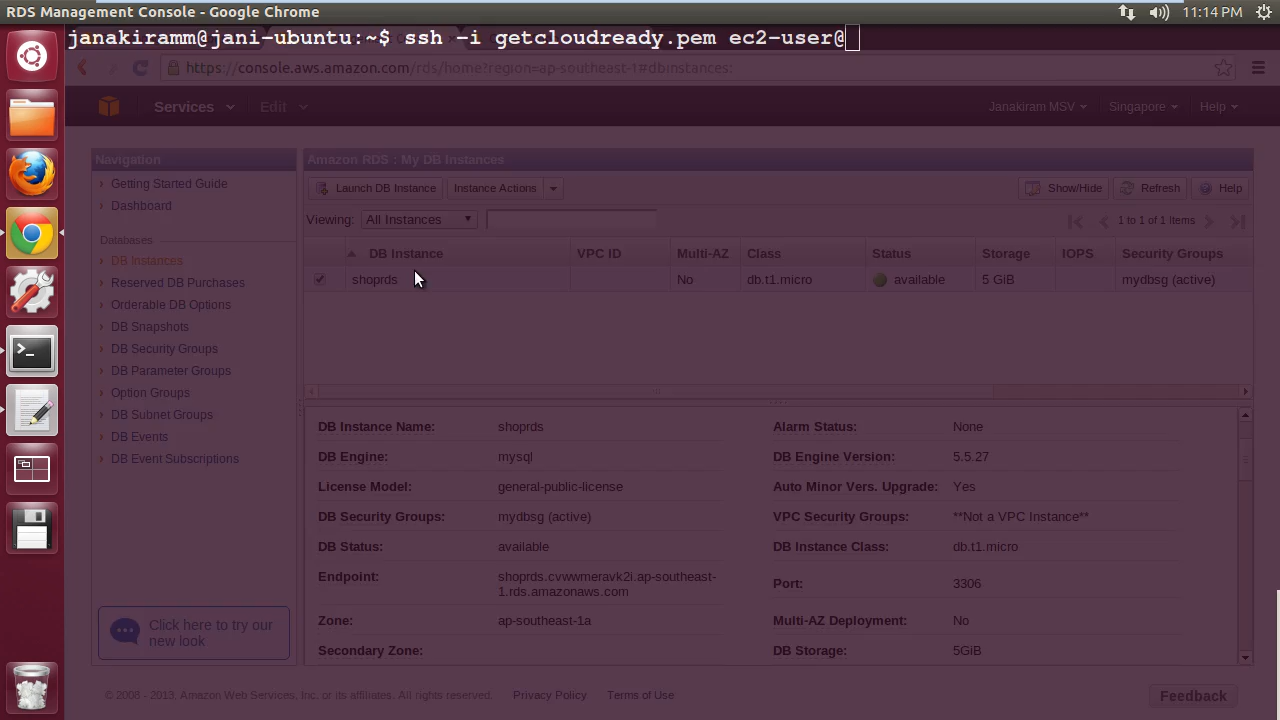 RDS Management Console - Google Chrome
11:14 PM
janakiramm@jani-ubuntu:~$ ssh -i getcloudready.pem ec2-user@
https://console.aws.amazon.com/rds/home?region=ap-southeast-1#dbinstances:
Services Edit Janakiram MSV Singapore Help
Navigation
Getting Started Guide
Dashboard
Databases
DB Instances
Reserved DB Purchases
Orderable DB Options
DB Snapshots
DB Security Groups
DB Parameter Groups
Option Groups
DB Subnet Groups
DB Events
DB Event Subscriptions
Click here to try our
new look
Amazon RDS : My DB Instances
Launch DB Instance Instance Actions Show/Hide Refresh Help
Viewing: All Instances 1 to 1 of 1 Items
DB Instance VPC ID Multi-AZ Class Status Storage IOPS Security Groups
shoprds No db.t1.micro available 5 GiB mydbsg (active)
DB Instance Name: shoprds Alarm Status: None
DB Engine: mysql DB Engine Version: 5.5.27
License Model: general-public-license Auto Minor Vers. Upgrade: Yes
DB Security Groups: mydbsg (active) VPC Security Groups: **Not a VPC Instance**
DB Status: available DB Instance Class: db.t1.micro
Endpoint: shoprds.cvwwmeravk2i.ap-southeast-
1.rds.amazonaws.com Port: 3306
Zone: ap-southeast-1a Multi-AZ Deployment: No
Secondary Zone: DB Storage: 5GiB
© 2008 - 2013, Amazon Web Services, Inc. or its affiliates. All rights reserved. Privacy Policy Terms of Use
Feedback